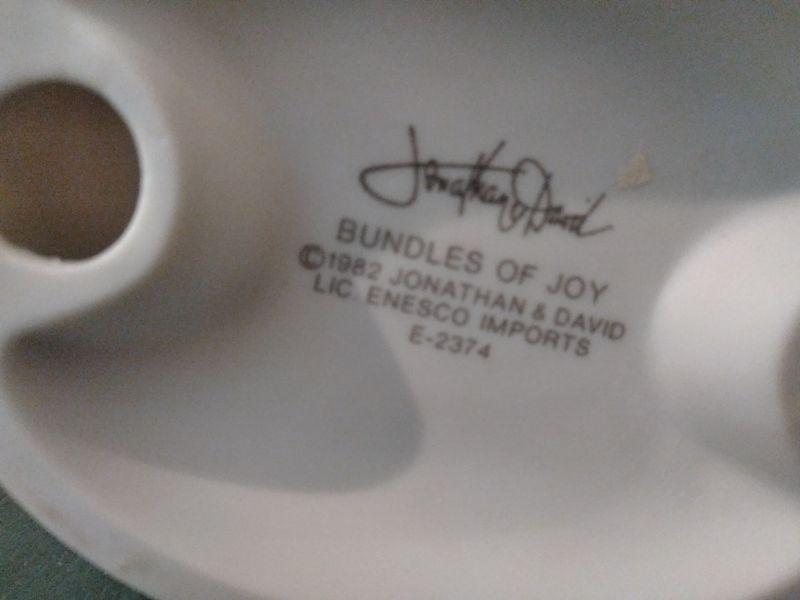 Jonathan & David
BUNDLES OF JOY
©1982 JONATHAN & DAVID
LIC. ENESCO IMPORTS
E-2374